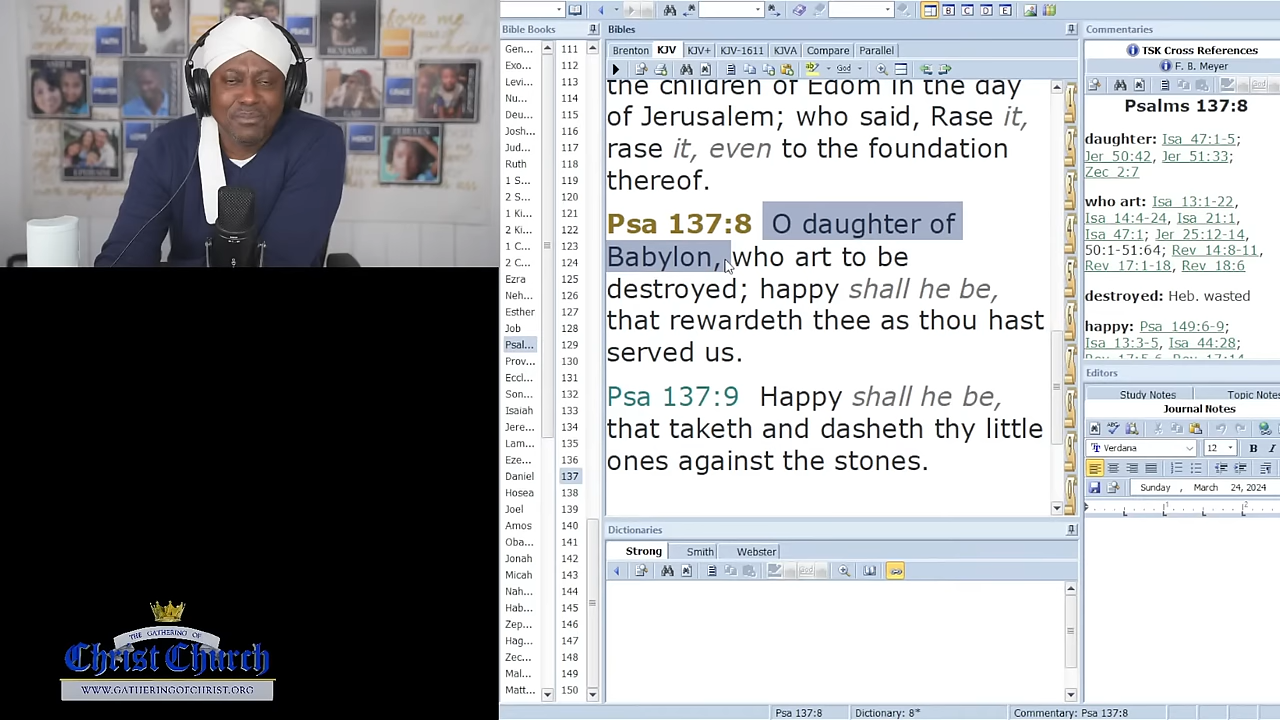 Bible Books
Gen...
Exo...
Levi...
Nu...
Deu...
Josh...
Jud...
Ruth
1 S...
2 S...
1 Ki...
2 Ki...
1 C...
2 C...
Ezra
Neh...
Esther
Job
Psal...
Prov...
Eccl...
Son...
Isaiah
Jere...
Lam...
Eze...
Daniel
Hosea
Joel
Amos
Oba...
Jonah
Micah
Nah...
Hab...
Zep...
Hag...
Zec...
Mal...
Matt...
111
112
113
114
115
116
117
118
119
120
121
122
123
124
125
126
127
128
129
130
131
132
133
134
135
136
137
138
139
140
141
142
143
144
145
146
147
148
149
150
B C D E
Bibles
Brenton KJV KJV+ KJV-1611 KJVA Compare Parallel
the children of Edom in the day
of Jerusalem; who said, Rase it,
rase it, even to the foundation
thereof.
Psa 137:8 O daughter of
Babylon, who art to be
destroyed; happy shall he be,
that rewardeth thee as thou hast
served us.
Psa 137:9 Happy shall he be,
that taketh and dasheth thy little
ones against the stones.
Dictionaries
Strong Smith Webster
Psa 137:8 Dictionary: 8* Commentary: Psa 137:8
Commentaries
TSK Cross References
F. B. Meyer
Psalms 137:8
daughter: Isa 47:1-5;
Jer 50:42, Jer 51:33;
Zec 2:7
who art: Isa 13:1-22,
Isa 14:4-24, Isa 21:1,
Isa 47:1; Jer 25:12-14,
50:1-51:64; Rev 14:8-11,
Rev 17:1-18, Rev 18:6
destroyed: Heb. wasted
happy: Psa 149:6-9;
Isa 13:3-5, Isa 44:28;
Rev 17:5,6, Rev 17:14
Editors
Study Notes Topic Notes
Journal Notes
Verdana 12 B I
Sunday , March 24, 2024
THE GATHERING OF
Christ Church
WWW.GATHERINGOFCHRIST.ORG